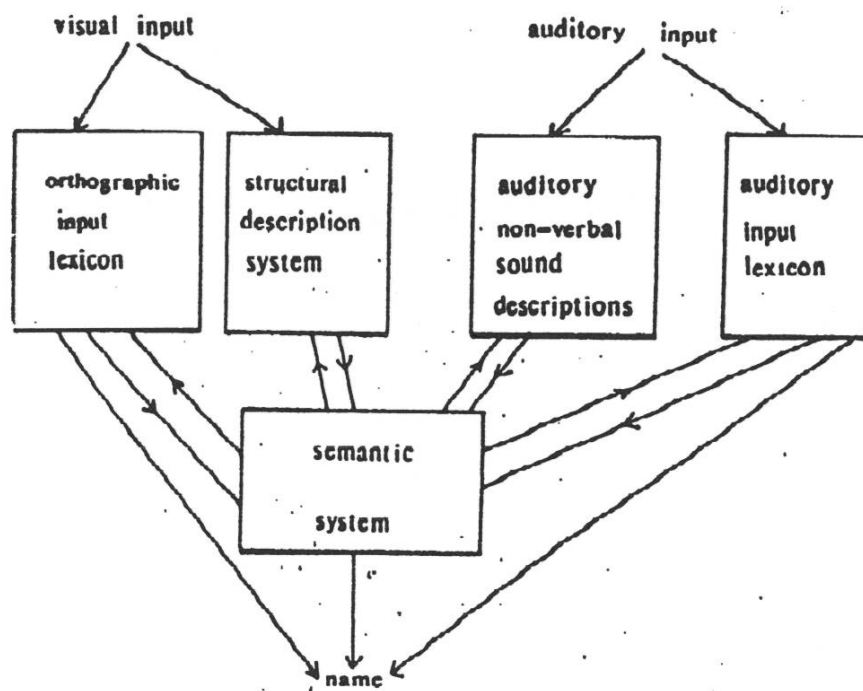 visual input
auditory input
orthographic
input
lexicon
structural
description
system
auditory
non-verbal
sound
descriptions
auditory
input
lexicon
semantic
system
name